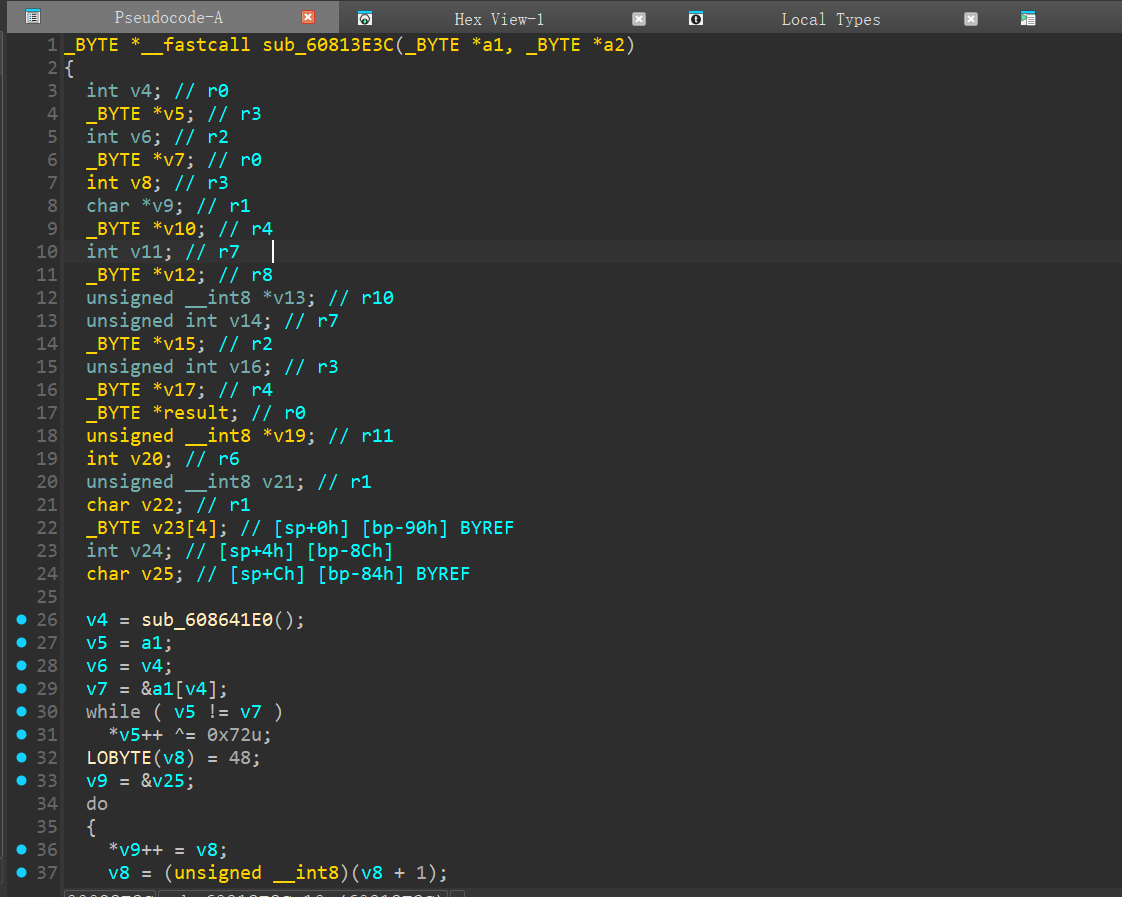 Pseudocode-A Hex View-1 Local Types
1 _BYTE *__fastcall sub_60813E3C(_BYTE *a1, _BYTE *a2)
2 {
3 int v4; // r0
4 _BYTE *v5; // r3
5 int v6; // r2
6 _BYTE *v7; // r0
7 int v8; // r3
8 char *v9; // r1
9 _BYTE *v10; // r4
10 int v11; // r7
11 _BYTE *v12; // r8
12 unsigned __int8 *v13; // r10
13 unsigned int v14; // r7
14 _BYTE *v15; // r2
15 unsigned int v16; // r3
16 _BYTE *v17; // r4
17 _BYTE *result; // r0
18 unsigned __int8 *v19; // r11
19 int v20; // r6
20 unsigned __int8 v21; // r1
21 char v22; // r1
22 _BYTE v23[4]; // [sp+0h] [bp-90h] BYREF
23 int v24; // [sp+4h] [bp-8Ch]
24 char v25; // [sp+Ch] [bp-84h] BYREF
25
26 v4 = sub_608641E0();
27 v5 = a1;
28 v6 = v4;
29 v7 = &a1[v4];
30 while ( v5 != v7 )
31 *v5++ ^= 0x72u;
32 LOBYTE(v8) = 48;
33 v9 = &v25;
34 do
35 {
36 *v9++ = v8;
37 v8 = (unsigned __int8)(v8 + 1);